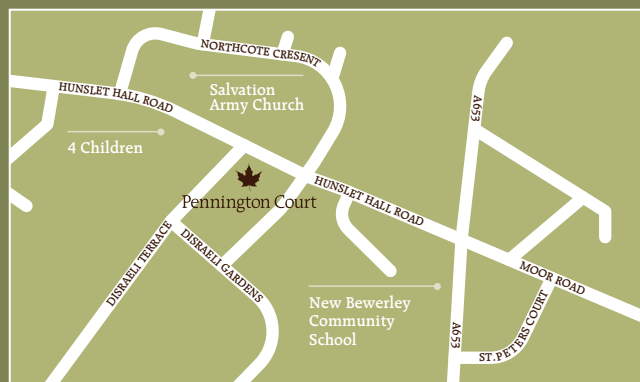 NORTHCOTE CRESENT
A653
HUNSLET HALL ROAD
Salvation
Army Church
4 Children
Pennington Court
HUNSLET HALL ROAD
DISRAELI TERRACE
DISRAELI GARDENS
MOOR ROAD
New Bewerley
Community
School
A653
ST.PETERS COURT